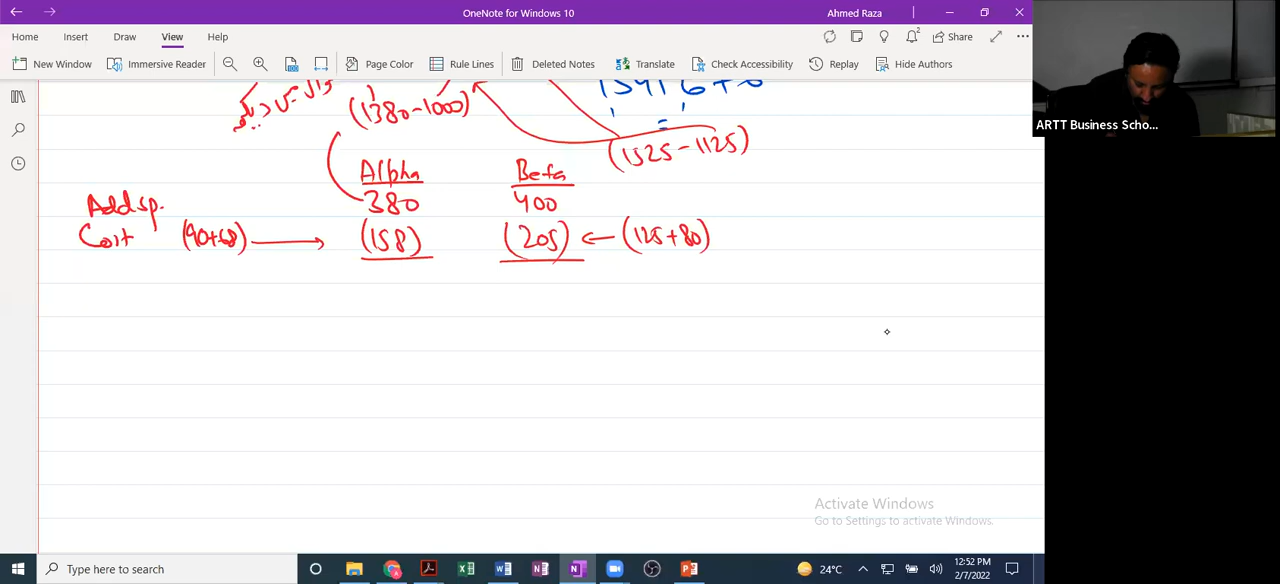 OneNote for Windows 10
Ahmed Raza
Home Insert Draw View Help
2 Share
New Window Immersive Reader Page Color Rule Lines Deleted Notes Translate Check Accessibility Replay Hide Authors
(1380-1000)
(1525-1125)
ARTT Business Scho...
Alpha Beta
Add sp. 380 400
Cost (90+68) (158) (205) (125+80)
Activate Windows
Go to Settings to activate Windows.
Type here to search
24°C
12:52 PM
2/7/2022